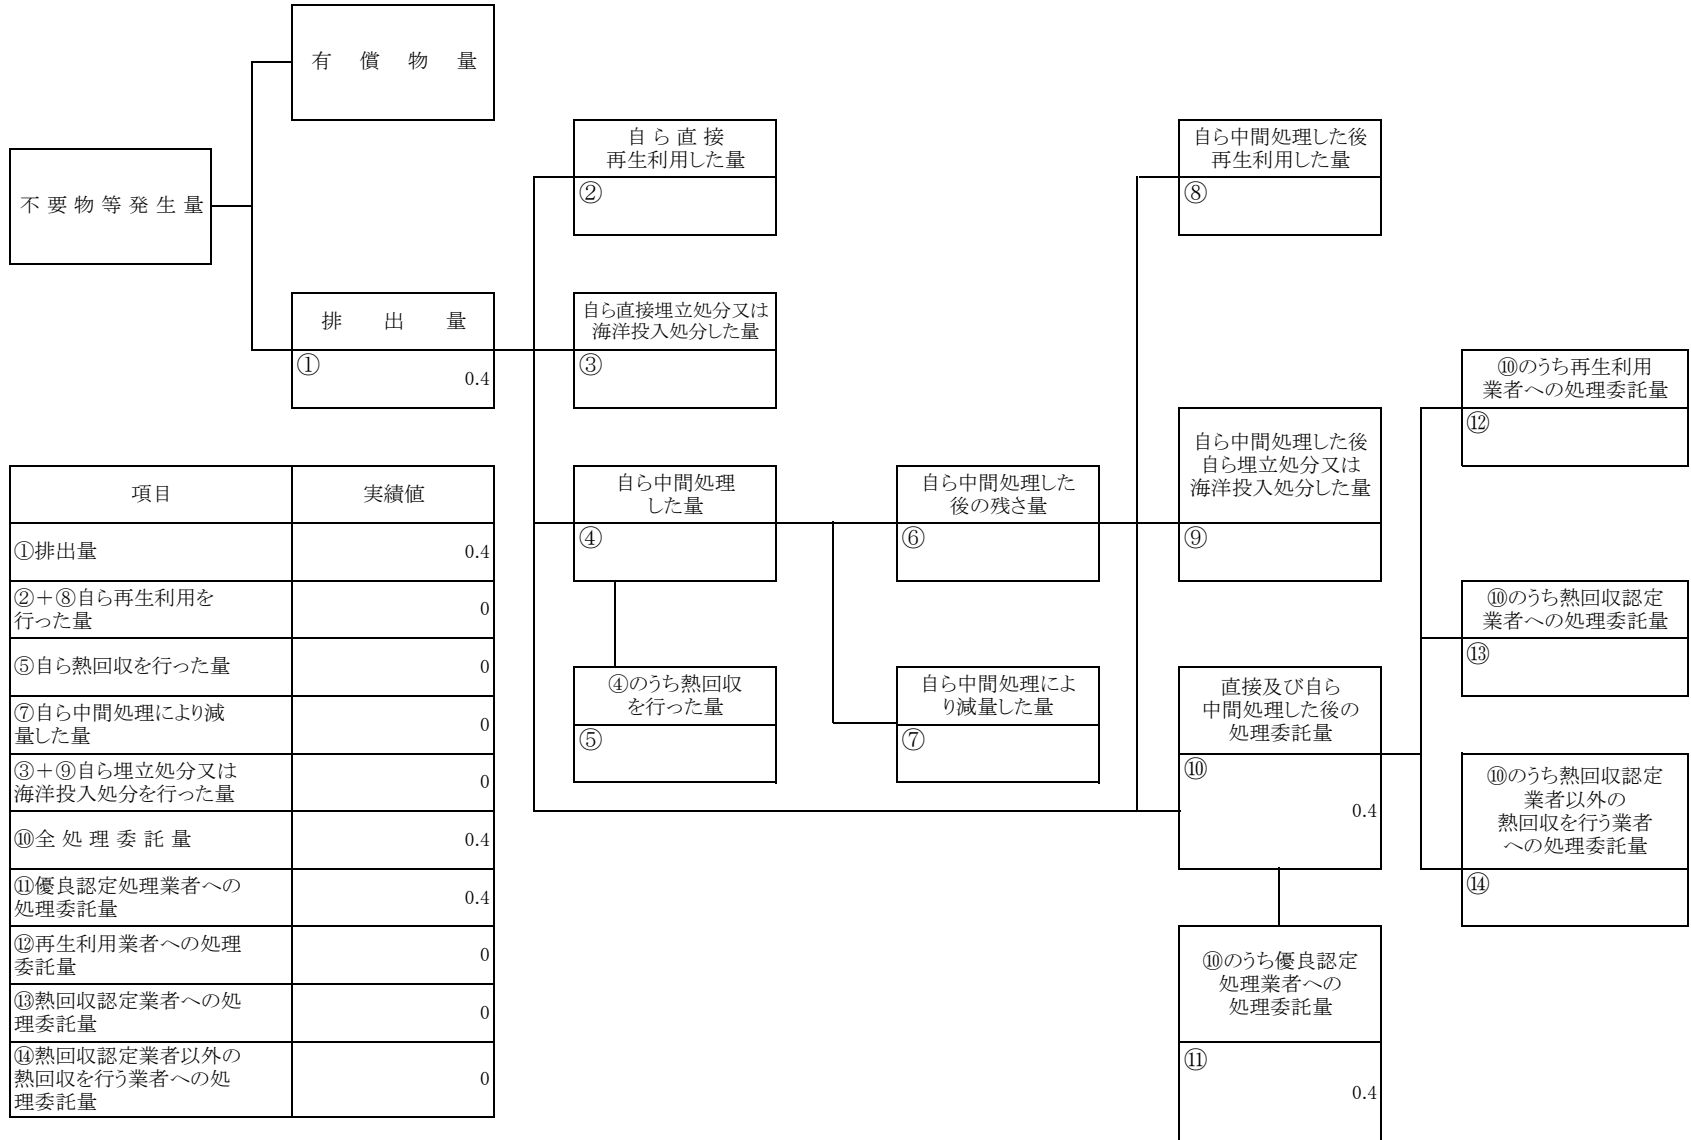 有 償 物 量
不 要 物 等 発 生 量
排 出 量
①
0.4
自 ら 直 接
再生利用した量
②
自ら直接埋立処分又は
海洋投入処分した量
③
自ら中間処理
した量
④
④のうち熱回収
を行った量
⑤
自ら中間処理した
後の残さ量
⑥
自ら中間処理によ
り減量した量
⑦
自ら中間処理した後
再生利用した量
⑧
自ら中間処理した後
自ら埋立処分又は
海洋投入処分した量
⑨
直接及び自ら
中間処理した後の
処理委託量
⑩
0.4
⑩のうち優良認定
処理業者への
処理委託量
⑪
0.4
⑩のうち再生利用
業者への処理委託量
⑫
⑩のうち熱回収認定
業者への処理委託量
⑬
⑩のうち熱回収認定
業者以外の
熱回収を行う業者
への処理委託量
⑭
項目 実績値
①排出量 0.4
②＋⑧自ら再生利用を
行った量 0
⑤自ら熱回収を行った量 0
⑦自ら中間処理により減
量した量 0
③＋⑨自ら埋立処分又は
海洋投入処分を行った量 0
⑩全 処 理 委 託 量 0.4
⑪優良認定処理業者への
処理委託量 0.4
⑫再生利用業者への処理
委託量 0
⑬熱回収認定業者への処
理委託量 0
⑭熱回収認定業者以外の
熱回収を行う業者への処
理委託量 0